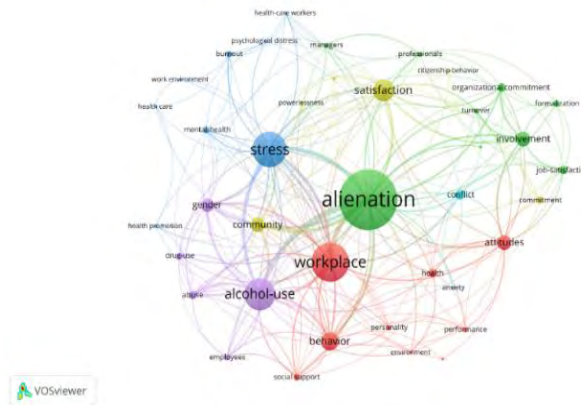 health-care workers
psychological distress
managers
burnout
professionals
work environment
citizenship behavior
satisfaction
organizational commitment
powerlessness
health care
turnover
formalization
mental health
involvement
stress
job-satisfacti
alienation
conflict
gender
commitment
community
health promotion
attitudes
drug-use
workplace
health
abuse
alcohol-use
anxiety
personality
performance
behavior
environment
employees
social support
VOSviewer